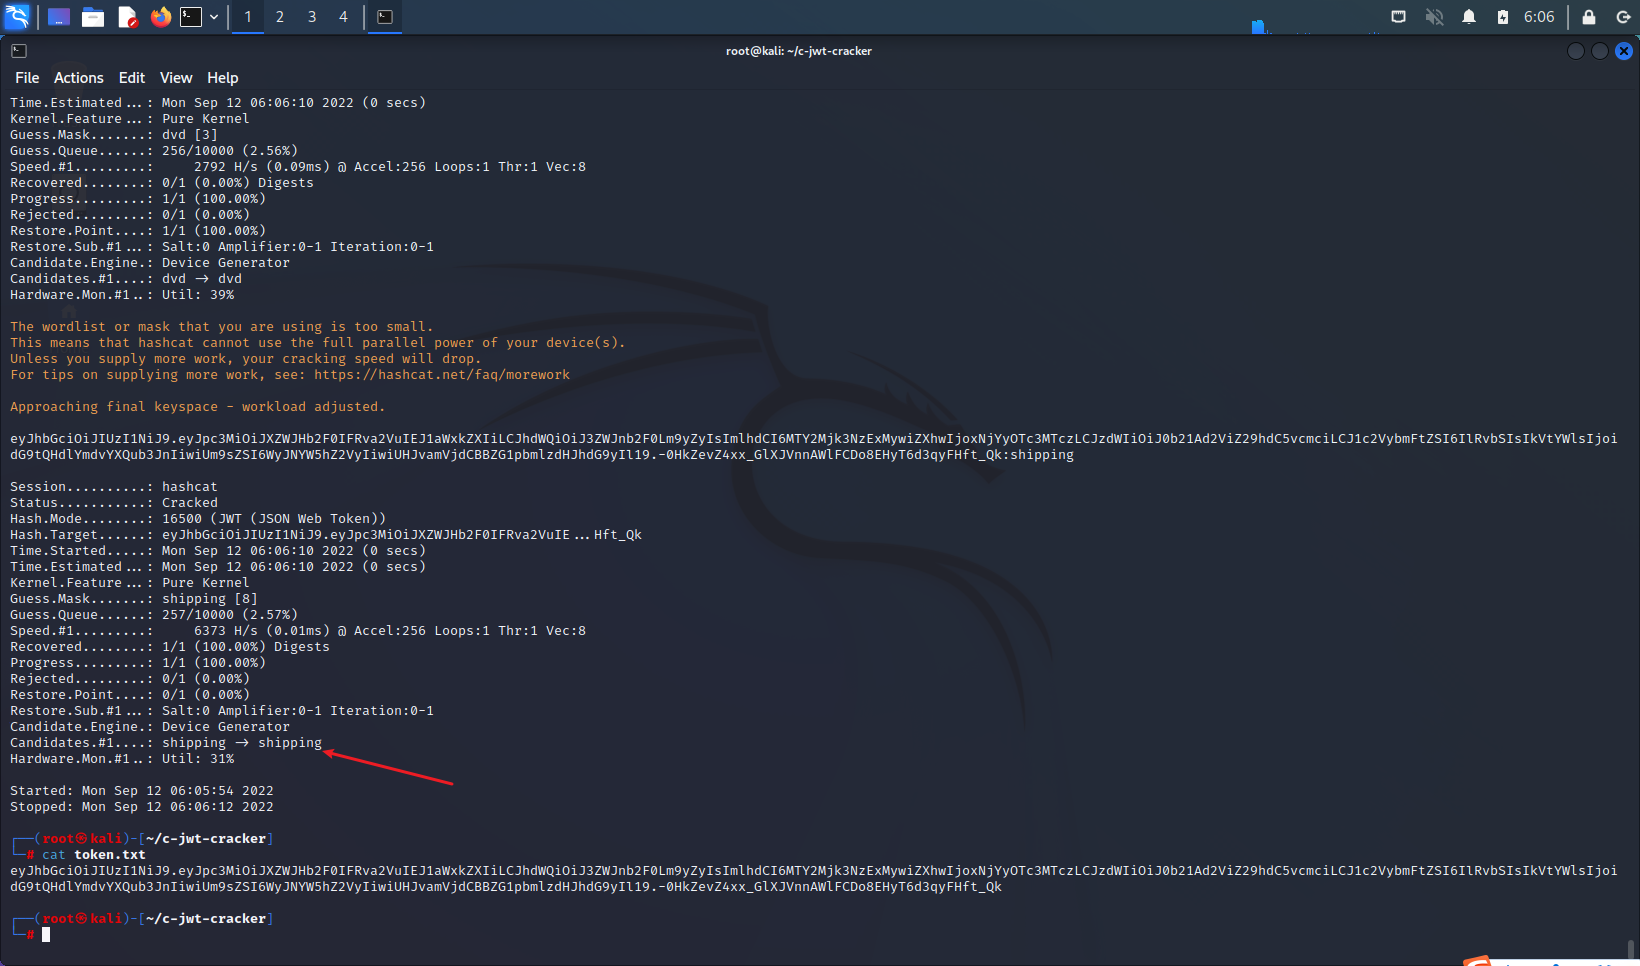 1 2 3 4 6:06
root@kali: ~/c-jwt-cracker
File Actions Edit View Help
Time.Estimated...: Mon Sep 12 06:06:10 2022 (0 secs)
Kernel.Feature...: Pure Kernel
Guess.Mask.......: dvd [3]
Guess.Queue......: 256/10000 (2.56%)
Speed.#1.........:     2792 H/s (0.09ms) @ Accel:256 Loops:1 Thr:1 Vec:8
Recovered........: 0/1 (0.00%) Digests
Progress.........: 1/1 (100.00%)
Rejected.........: 0/1 (0.00%)
Restore.Point....: 1/1 (100.00%)
Restore.Sub.#1...: Salt:0 Amplifier:0-1 Iteration:0-1
Candidate.Engine.: Device Generator
Candidates.#1....: dvd -> dvd
Hardware.Mon.#1..: Util: 39%
The wordlist or mask that you are using is too small.
This means that hashcat cannot use the full parallel power of your device(s).
Unless you supply more work, your cracking speed will drop.
For tips on supplying more work, see: https://hashcat.net/faq/morework
Approaching final keyspace - workload adjusted.
eyJhbGciOiJIUzI1NiJ9.eyJpc3MiOiJXZWJHb2F0IFRva2VuIEJ1aWxkZXIiLCJhdWQiOiJ3ZWJnb2F0Lm9yZyIsImlhdCI6MTY2Mjk3NzExMywiZXhwIjoxNjYyOTc3MTczLCJzdWIiOiJ0b21Ad2ViZ29hdC5vcmciLCJ1c2VybmFtZSI6IlRvbSIsIkVtYWlsIjoi
dG9tQHdlYmdvYXQub3JnIiwiUm9sZSI6WyJNYW5hZ2VyIiwiUHJvamVjdCBBZG1pbmlzdHJhdG9yIl19.-0HkZevZ4xx_GlXJVnnAWlFCDo8EHyT6d3qyFHft_Qk:shipping
Session..........: hashcat
Status...........: Cracked
Hash.Mode........: 16500 (JWT (JSON Web Token))
Hash.Target......: eyJhbGciOiJIUzI1NiJ9.eyJpc3MiOiJXZWJHb2F0IFRva2VuIE...Hft_Qk
Time.Started.....: Mon Sep 12 06:06:10 2022 (0 secs)
Time.Estimated...: Mon Sep 12 06:06:10 2022 (0 secs)
Kernel.Feature...: Pure Kernel
Guess.Mask.......: shipping [8]
Guess.Queue......: 257/10000 (2.57%)
Speed.#1.........:     6373 H/s (0.01ms) @ Accel:256 Loops:1 Thr:1 Vec:8
Recovered........: 1/1 (100.00%) Digests
Progress.........: 1/1 (100.00%)
Rejected.........: 0/1 (0.00%)
Restore.Point....: 0/1 (0.00%)
Restore.Sub.#1...: Salt:0 Amplifier:0-1 Iteration:0-1
Candidate.Engine.: Device Generator
Candidates.#1....: shipping -> shipping
Hardware.Mon.#1..: Util: 31%
Started: Mon Sep 12 06:05:54 2022
Stopped: Mon Sep 12 06:06:12 2022
┌──(root㉿kali)-[~/c-jwt-cracker]
└─# cat token.txt
eyJhbGciOiJIUzI1NiJ9.eyJpc3MiOiJXZWJHb2F0IFRva2VuIEJ1aWxkZXIiLCJhdWQiOiJ3ZWJnb2F0Lm9yZyIsImlhdCI6MTY2Mjk3NzExMywiZXhwIjoxNjYyOTc3MTczLCJzdWIiOiJ0b21Ad2ViZ29hdC5vcmciLCJ1c2VybmFtZSI6IlRvbSIsIkVtYWlsIjoi
dG9tQHdlYmdvYXQub3JnIiwiUm9sZSI6WyJNYW5hZ2VyIiwiUHJvamVjdCBBZG1pbmlzdHJhdG9yIl19.-0HkZevZ4xx_GlXJVnnAWlFCDo8EHyT6d3qyFHft_Qk
┌──(root㉿kali)-[~/c-jwt-cracker]
└─#